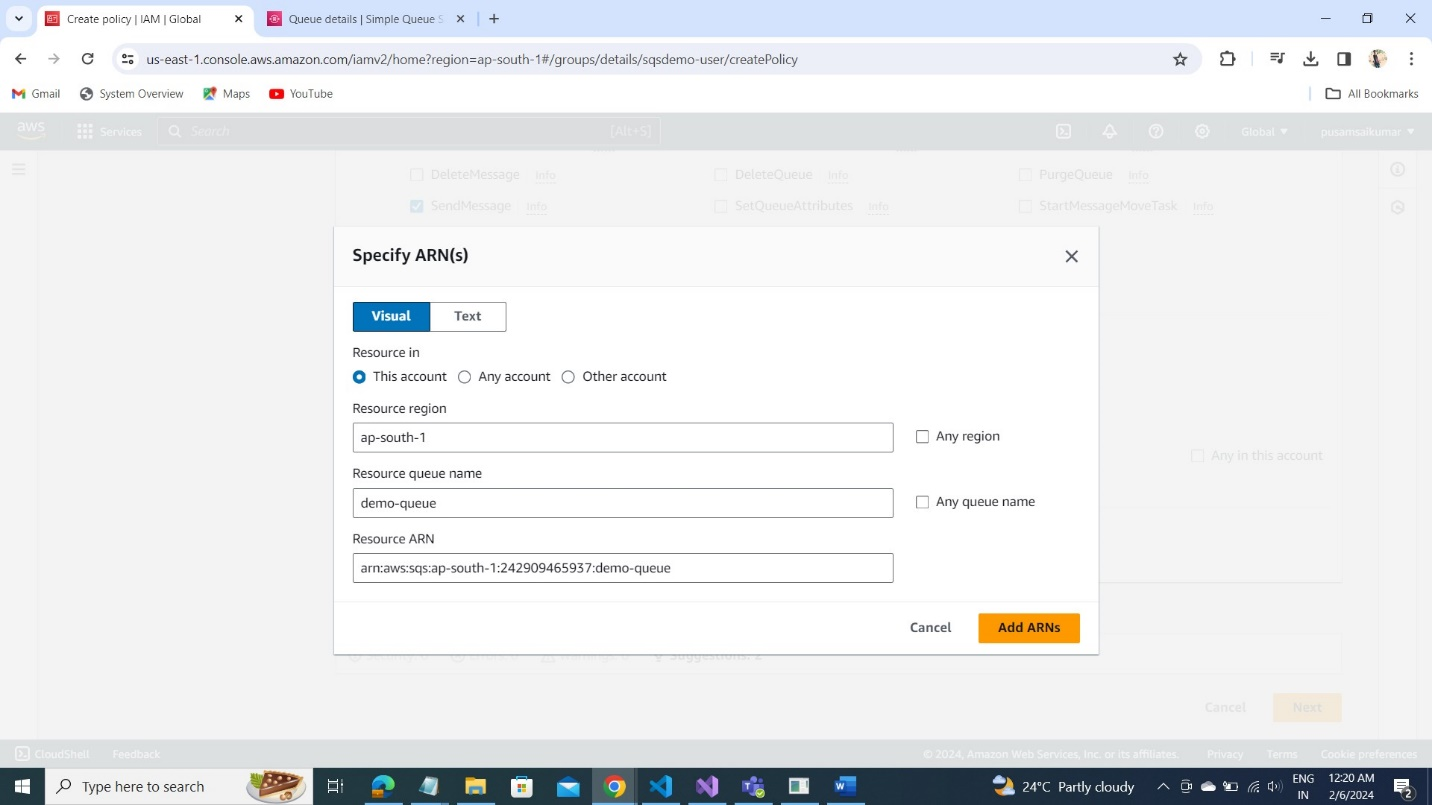 Create policy | IAM | Global
Queue details | Simple Queue S
us-east-1.console.aws.amazon.com/iamv2/home?region=ap-south-1#/groups/details/sqsdemo-user/createPolicy
Gmail
System Overview
Maps
YouTube
All Bookmarks
aws
Services
Search
[Alt+S]
Global
pusamsaikumar
DeleteMessage Info
DeleteQueue Info
PurgeQueue Info
SendMessage Info
SetQueueAttributes Info
StartMessageMoveTask Info
Specify ARN(s)
Visual
Text
Resource in
This account
Any account
Other account
Resource region
ap-south-1
Any region
Any in this account
Resource queue name
demo-queue
Any queue name
Resource ARN
arn:aws:sqs:ap-south-1:242909465937:demo-queue
Cancel
Add ARNs
Suggestions: 2
Cancel
Next
CloudShell
Feedback
© 2024, Amazon Web Services, Inc. or its affiliates.
Privacy
Terms
Cookie preferences
Type here to search
24°C Partly cloudy
ENG
IN
12:20 AM
2/6/2024
2